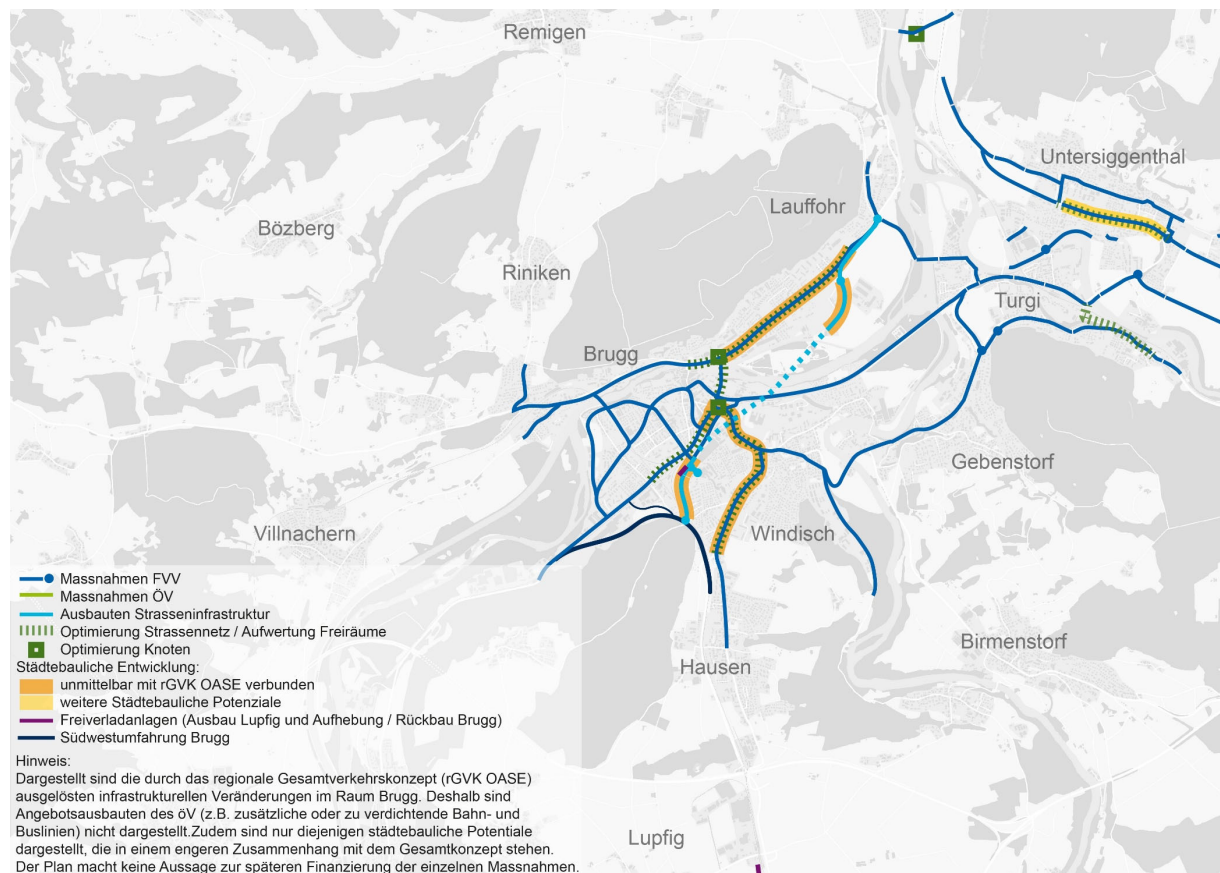 Remigen
Untersiggenthal
Lauffohr
Bözberg
Riniken
Turgi
Brugg
Gebenstorf
Villnachern
Windisch
Birmenstorf
Hausen
Lupfig
Massnahmen FVV
Massnahmen ÖV
Ausbauten Strasseninfrastruktur
Optimierung Strassennetz / Aufwertung Freiräume
Optimierung Knoten
Städtebauliche Entwicklung:
unmittelbar mit rGVK OASE verbunden
weitere Städtebauliche Potenziale
Freiverladanlagen (Ausbau Lupfig und Aufhebung / Rückbau Brugg)
Südwestumfahrung Brugg
Hinweis:
Dargestellt sind die durch das regionale Gesamtverkehrskonzept (rGVK OASE)
ausgelösten infrastrukturellen Veränderungen im Raum Brugg. Deshalb sind
Angebotsausbauten des öV (z.B. zusätzliche oder zu verdichtende Bahn- und
Buslinien) nicht dargestellt.Zudem sind nur diejenigen städtebauliche Potentiale
dargestellt, die in einem engeren Zusammenhang mit dem Gesamtkonzept stehen.
Der Plan macht keine Aussage zur späteren Finanzierung der einzelnen Massnahmen.